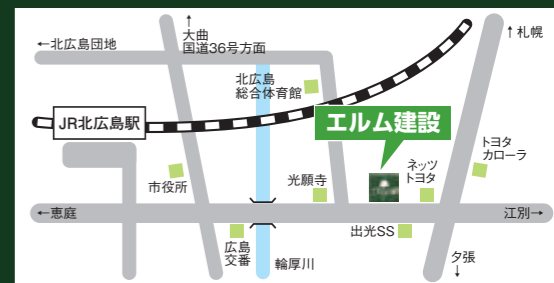 ↑
大曲
国道36号方面
←北広島団地
↑札幌
北広島
総合体育館
エルム建設
JR北広島駅
トヨタ
カローラ
市役所
光願寺
ネッツ
トヨタ
←恵庭
江別→
広島
交番
輪厚川
出光SS
夕張
↓